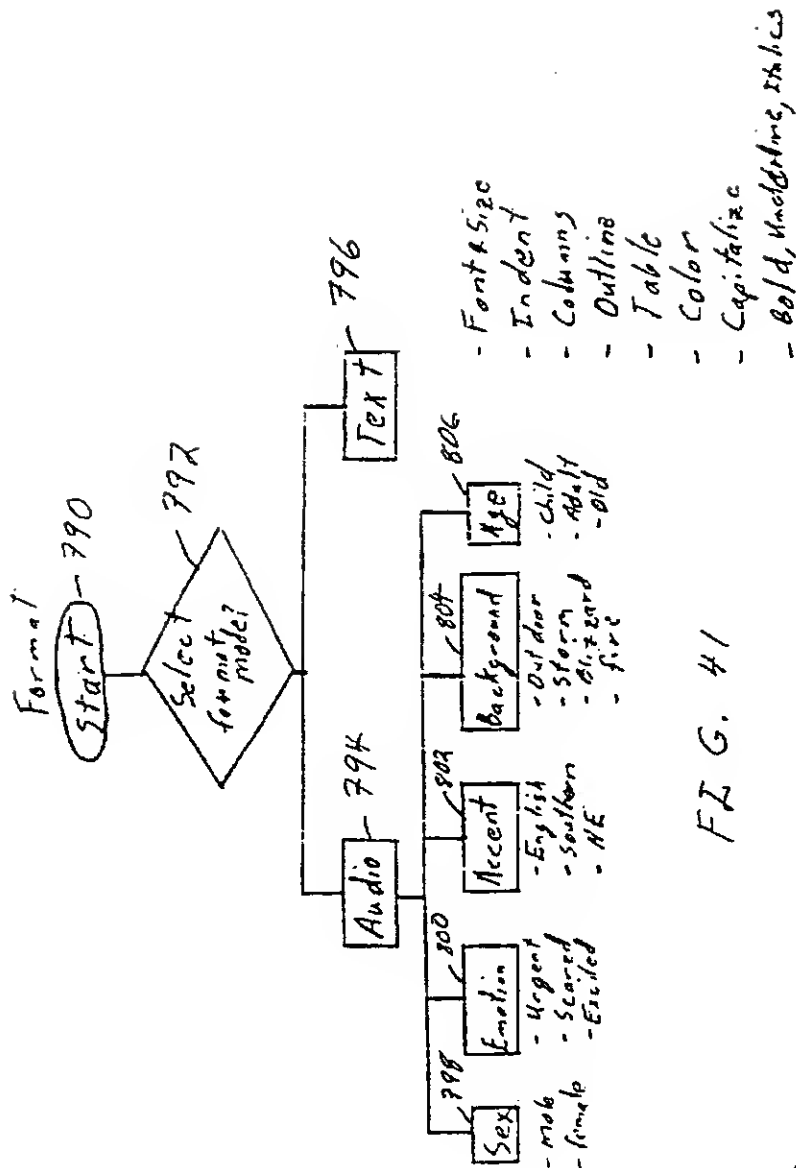 Format
Start 790
Select
format
mode?
792
Audio 794
Text 796
Sex 798
- male
- female
Emotion 800
- Urgent
- Scared
- Excited
Accent 802
- English
- Southern
- NE
Background 804
- Outdoor
- Storm
- Blizzard
- fire
Age 806
- Child
- Adult
- Old
- Font & Size
- Indent
- Columns
- Outline
- Table
- Color
- Capitalize
- Bold, Underline, Italics
FIG. 41